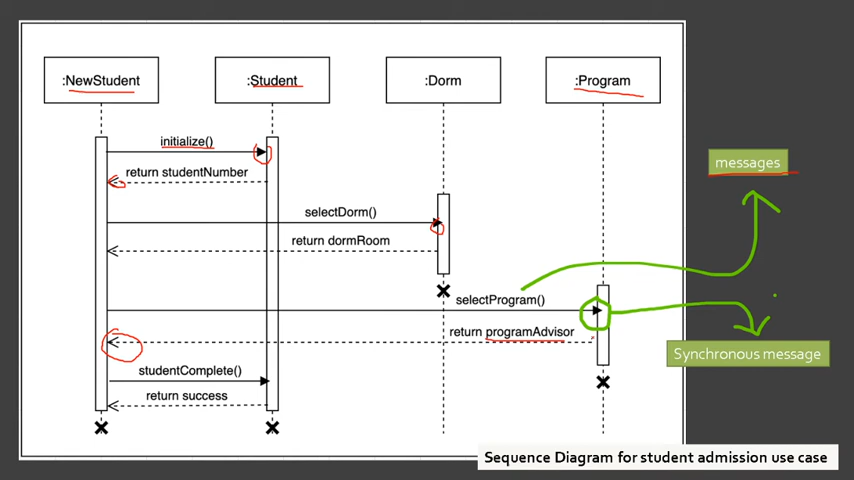 :NewStudent
:Student
:Dorm
:Program
initialize()
return studentNumber
selectDorm()
return dormRoom
selectProgram()
return programAdvisor
studentComplete()
return success
messages
Synchronous message
Sequence Diagram for student admission use case